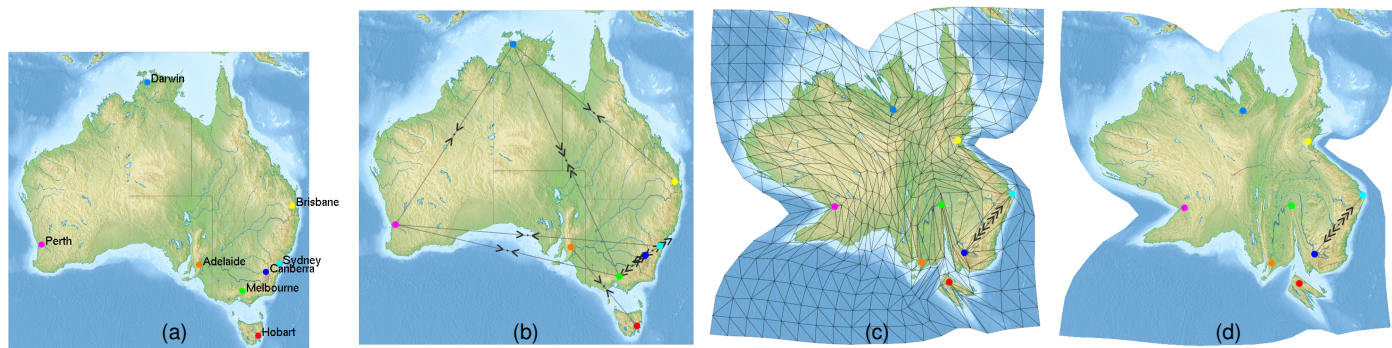 Darwin
Brisbane
Perth
Adelaide
Sydney
Canberra
Melbourne
Hobart
(a)
(b)
(c)
(d)